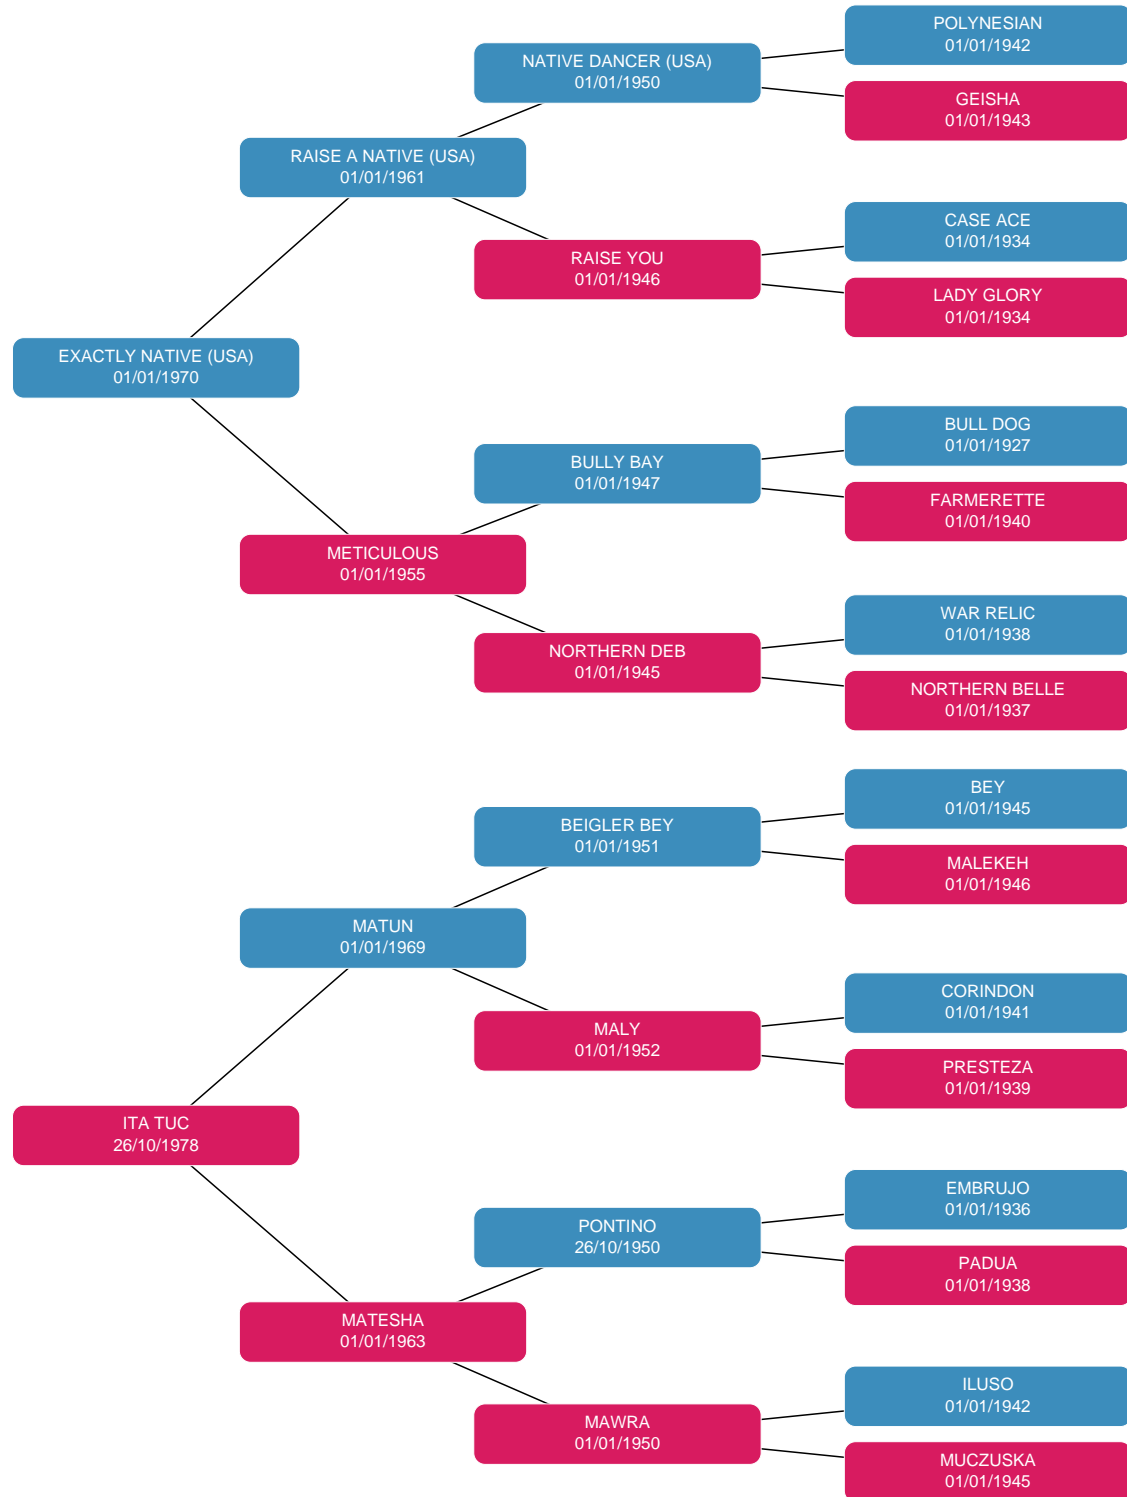 POLYNESIAN
01/01/1942
NATIVE DANCER (USA)
01/01/1950
GEISHA
01/01/1943
RAISE A NATIVE (USA)
01/01/1961
CASE ACE
01/01/1934
RAISE YOU
01/01/1946
LADY GLORY
01/01/1934
EXACTLY NATIVE (USA)
01/01/1970
BULL DOG
01/01/1927
BULLY BAY
01/01/1947
FARMERETTE
01/01/1940
METICULOUS
01/01/1955
WAR RELIC
01/01/1938
NORTHERN DEB
01/01/1945
NORTHERN BELLE
01/01/1937
BEY
01/01/1945
BEIGLER BEY
01/01/1951
MALEKEH
01/01/1946
MATUN
01/01/1969
CORINDON
01/01/1941
MALY
01/01/1952
PRESTEZA
01/01/1939
ITA TUC
26/10/1978
EMBRUJO
01/01/1936
PONTINO
26/10/1950
PADUA
01/01/1938
MATESHA
01/01/1963
ILUSO
01/01/1942
MAWRA
01/01/1950
MUCZUSKA
01/01/1945